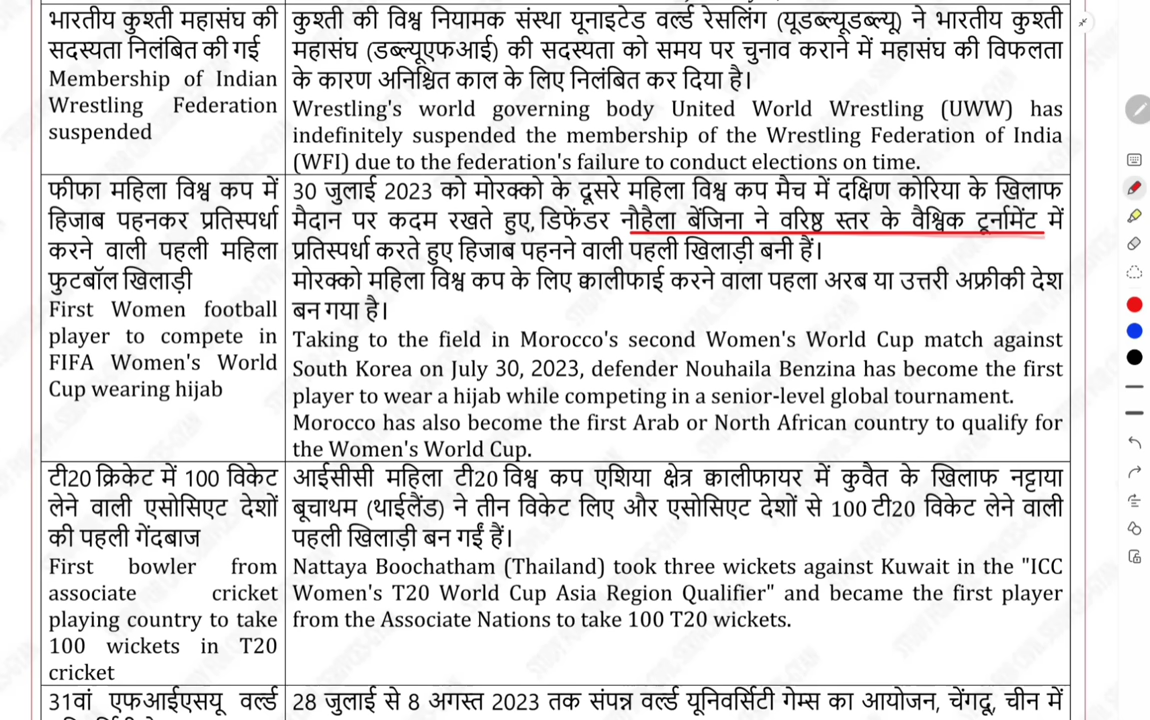 भारतीय कुश्ती महासंघ की
सदस्यता निलंबित की गई
Membership of Indian
Wrestling Federation
suspended
कुश्ती की विश्व नियामक संस्था यूनाइटेड वर्ल्ड रेसलिंग (यूडब्ल्यूडब्ल्यू) ने भारतीय कुश्ती
महासंघ (डब्ल्यूएफआई) की सदस्यता को समय पर चुनाव कराने में महासंघ की विफलता
के कारण अनिश्चित काल के लिए निलंबित कर दिया है।
Wrestling's world governing body United World Wrestling (UWW) has
indefinitely suspended the membership of the Wrestling Federation of India
(WFI) due to the federation's failure to conduct elections on time.
फीफा महिला विश्व कप में
हिजाब पहनकर प्रतिस्पर्धा
करने वाली पहली महिला
फुटबॉल खिलाड़ी
First Women football
player to compete in
FIFA Women's World
Cup wearing hijab
30 जुलाई 2023 को मोरक्को के दूसरे महिला विश्व कप मैच में दक्षिण कोरिया के खिलाफ
मैदान पर कदम रखते हुए, डिफेंडर नौहैला बेंजिना ने वरिष्ठ स्तर के वैश्विक टूर्नामेंट में
प्रतिस्पर्धा करते हुए हिजाब पहनने वाली पहली खिलाड़ी बनी हैं।
मोरक्को महिला विश्व कप के लिए क्वालीफाई करने वाला पहला अरब या उत्तरी अफ्रीकी देश
बन गया है।
Taking to the field in Morocco's second Women's World Cup match against
South Korea on July 30, 2023, defender Nouhaila Benzina has become the first
player to wear a hijab while competing in a senior-level global tournament.
Morocco has also become the first Arab or North African country to qualify for
the Women's World Cup.
टी20 क्रिकेट में 100 विकेट
लेने वाली एसोसिएट देशों
की पहली गेंदबाज
First bowler from
associate cricket
playing country to take
100 wickets in T20
cricket
आईसीसी महिला टी20 विश्व कप एशिया क्षेत्र क्वालीफायर में कुवैत के खिलाफ नट्टाया
बूचाथम (थाईलैंड) ने तीन विकेट लिए और एसोसिएट देशों से 100 टी20 विकेट लेने वाली
पहली खिलाड़ी बन गईं हैं।
Nattaya Boochatham (Thailand) took three wickets against Kuwait in the "ICC
Women's T20 World Cup Asia Region Qualifier" and became the first player
from the Associate Nations to take 100 T20 wickets.
31वां एफआईएसयू वर्ल्ड
28 जुलाई से 8 अगस्त 2023 तक संपन्न वर्ल्ड यूनिवर्सिटी गेम्स का आयोजन, चेंगदू, चीन में